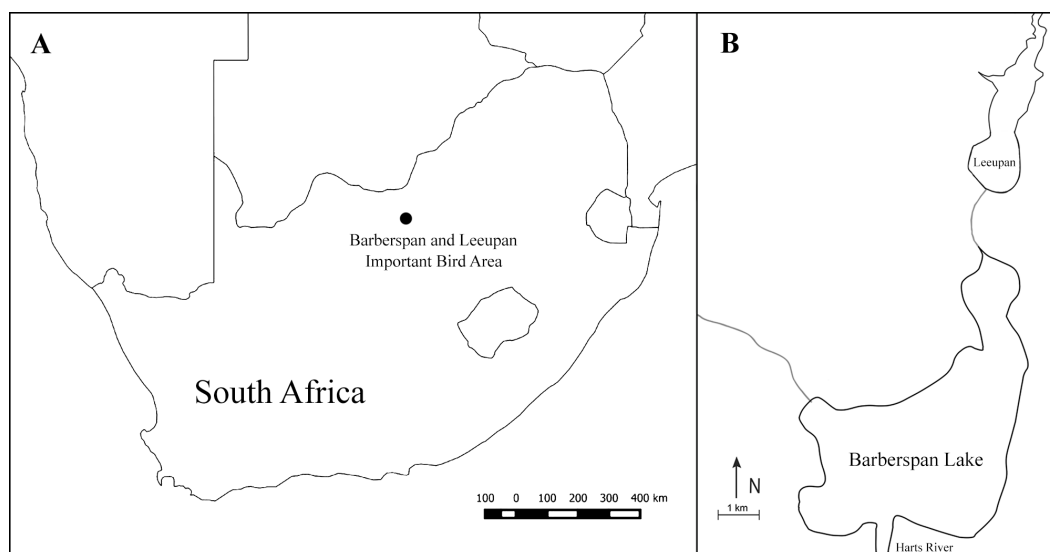 A
Barberspan and Leeupan
Important Bird Area
South Africa
100 0 100 200 300 400 km
B
Leeupan
Barberspan Lake
N
1 km
Harts River